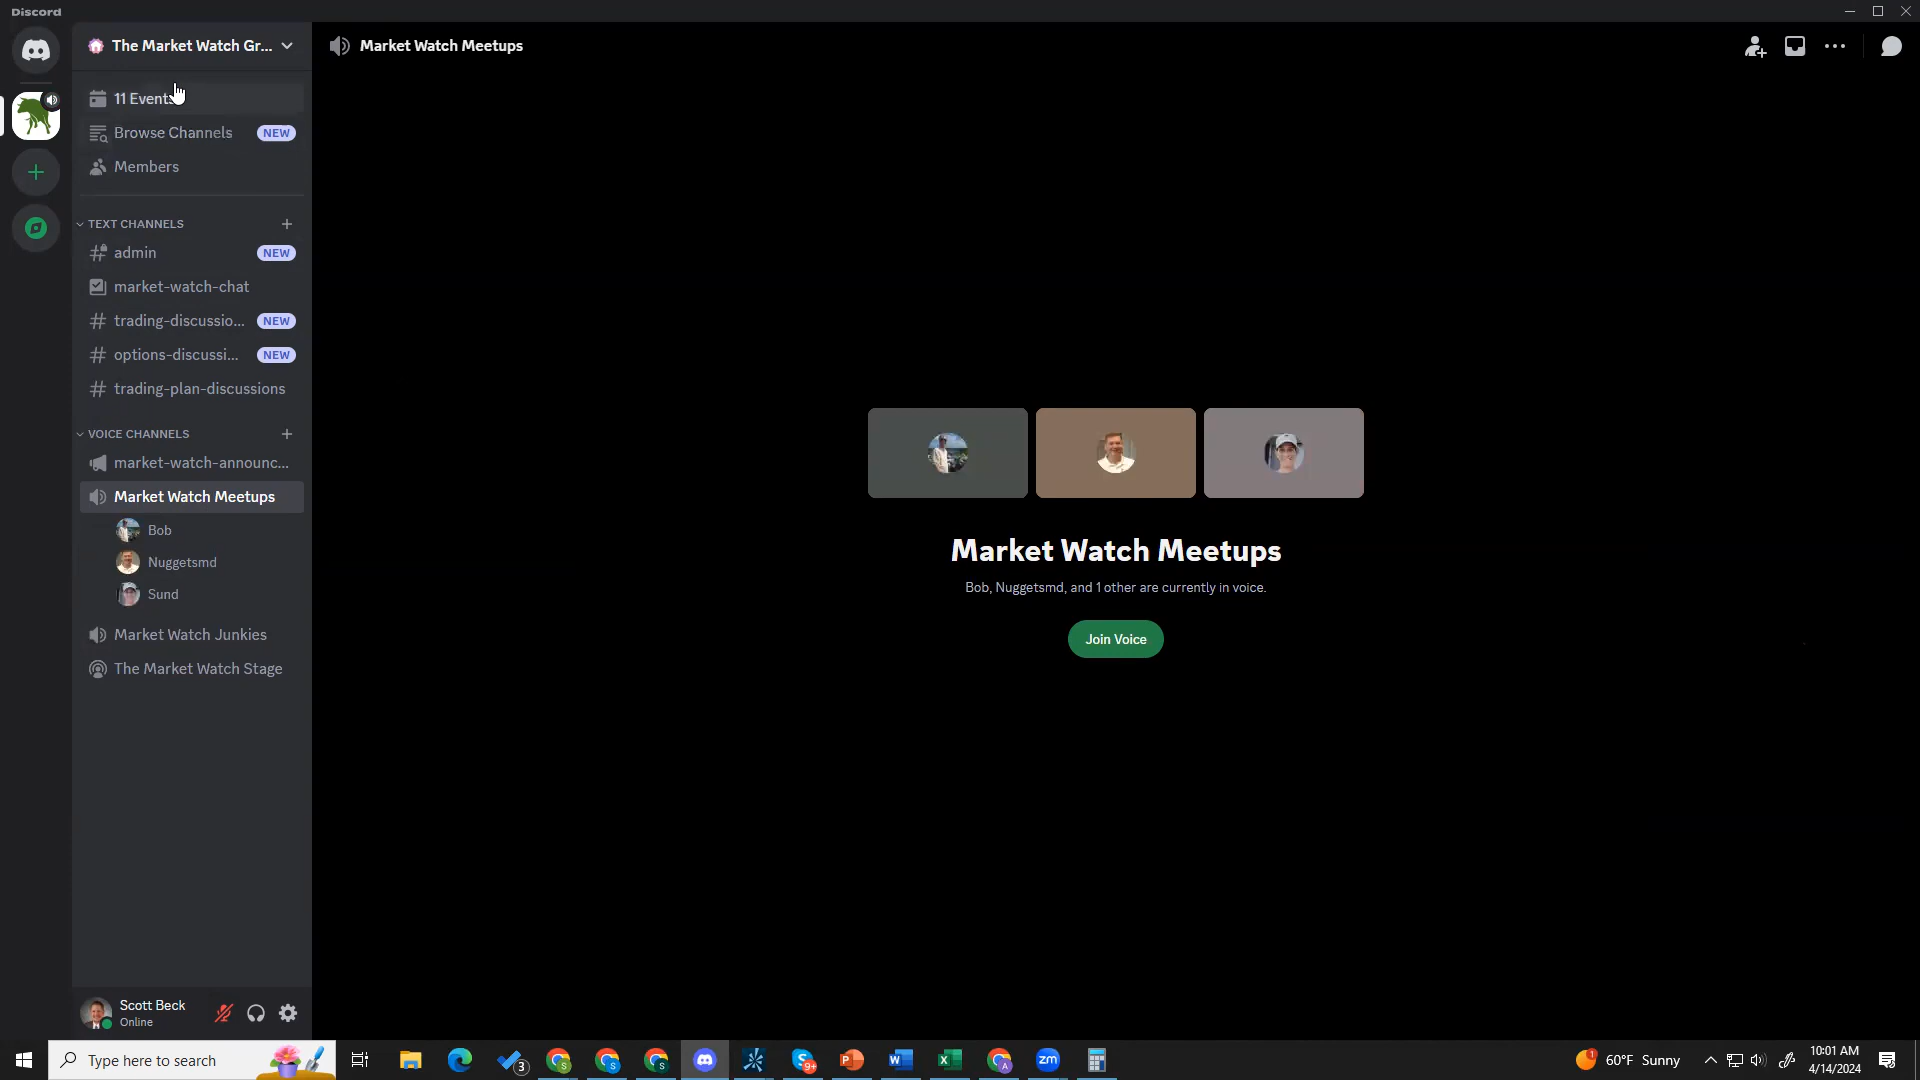 Discord
The Market Watch Gr...
Market Watch Meetups
11 Events
Browse Channels NEW
Members
TEXT CHANNELS
admin NEW
market-watch-chat
trading-discussio... NEW
options-discussi... NEW
trading-plan-discussions
VOICE CHANNELS
market-watch-announc...
Market Watch Meetups
Bob
Nuggetsmd
Sund
Market Watch Junkies
The Market Watch Stage
Market Watch Meetups
Bob, Nuggetsmd, and 1 other are currently in voice.
Join Voice
Scott Beck
Online
Type here to search
3
S
S
S
S
9+
P
W
X
A
zm
1
60°F Sunny
10:01 AM
4/14/2024